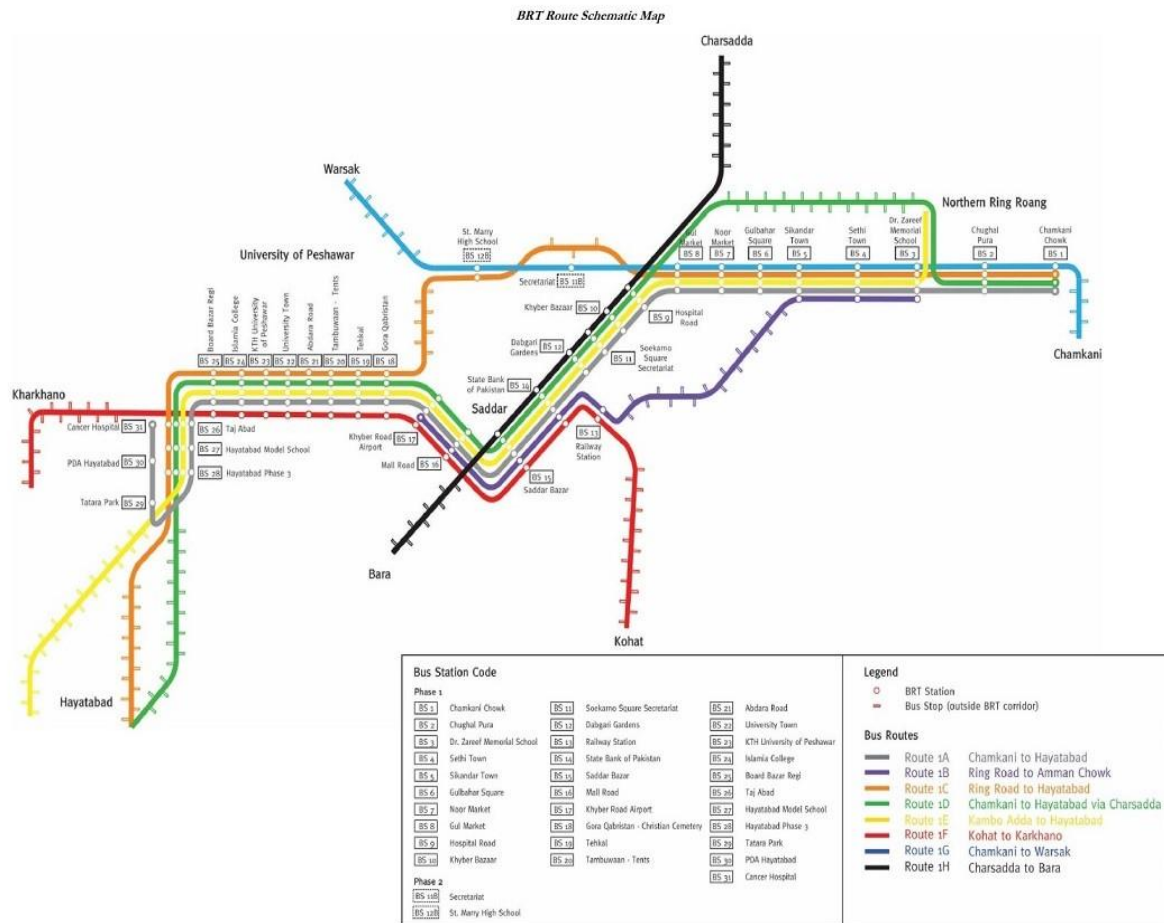 BRT Route Schematic Map
Charsadda
Warsak
Northern Ring Roang
University of Peshawar
St. Marry
High School
BS 12B
Secretariat BS 11B
Gul
Market
BS 8
Noor
Market
BS 7
Gulbahar
Square
BS 6
Sikandar
Town
BS 5
Sethi
Town
BS 4
Dr. Zareef
Memorial
School
BS 3
Chughal
Pura
BS 2
Chamkani
Chowk
BS 1
Chamkani
Khyber Bazaar BS 10
BS 9 Hospital
Road
Dabgari
Gardens BS 12
BS 11 Soekarno
Square
Secretariat
State Bank
of Pakistan BS 14
Saddar
Board Bazar Regi
BS 25
Islamia College
BS 24
KTH University
of Peshawar
BS 23
University Town
BS 22
Abdara Road
BS 21
Tambuwaan - Tents
BS 20
Tehkal
BS 19
Gora Qabristan
BS 18
Kharkhano
Cancer Hospital BS 31
BS 26 Taj Abad
PDA Hayatabad BS 30
BS 27 Hayatabad Model School
BS 28 Hayatabad Phase 3
Tatara Park BS 29
Khyber Road
Airport BS 17
Mall Road BS 16
BS 13
Railway
Station
BS 15
Saddar Bazar
Bara
Kohat
Hayatabad
Bus Station Code
Phase 1
BS 1 Chamkani Chowk
BS 2 Chughal Pura
BS 3 Dr. Zareef Memorial School
BS 4 Sethi Town
BS 5 Sikandar Town
BS 6 Gulbahar Square
BS 7 Noor Market
BS 8 Gul Market
BS 9 Hospital Road
BS 10 Khyber Bazaar
BS 11 Soekarno Square Secretariat
BS 12 Dabgari Gardens
BS 13 Railway Station
BS 14 State Bank of Pakistan
BS 15 Saddar Bazar
BS 16 Mall Road
BS 17 Khyber Road Airport
BS 18 Gora Qabristan - Christian Cemetery
BS 19 Tehkal
BS 20 Tambuwaan - Tents
BS 21 Abdara Road
BS 22 University Town
BS 23 KTH University of Peshawar
BS 24 Islamia College
BS 25 Board Bazar Regi
BS 26 Taj Abad
BS 27 Hayatabad Model School
BS 28 Hayatabad Phase 3
BS 29 Tatara Park
BS 30 PDA Hayatabad
BS 31 Cancer Hospital
Phase 2
BS 11B Secretariat
BS 12B St. Marry High School
Legend
BRT Station
Bus Stop (outside BRT corridor)
Bus Routes
Route 1A Chamkani to Hayatabad
Route 1B Ring Road to Amman Chowk
Route 1C Ring Road to Hayatabad
Route 1D Chamkani to Hayatabad via Charsadda
Route 1E Kambo Adda to Hayatabad
Route 1F Kohat to Karkhano
Route 1G Chamkani to Warsak
Route 1H Charsadda to Bara